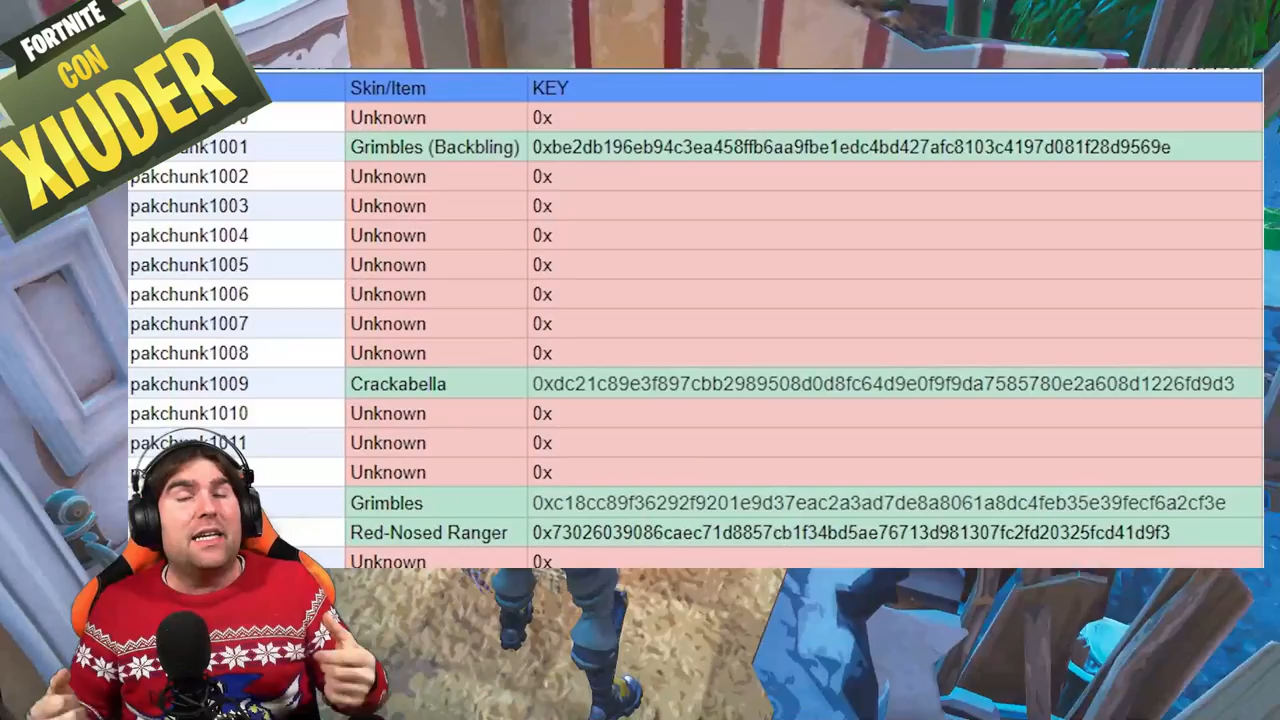 FORTNITE
CON
XIUDER
Skin/Item KEY
Unknown 0x
1001 Grimbles (Backbling) 0xbe2db196eb94c3ea458ffb6aa9fbe1edc4bd427afc8103c4197d081f28d9569e
pakchunk1002 Unknown 0x
pakchunk1003 Unknown 0x
pakchunk1004 Unknown 0x
pakchunk1005 Unknown 0x
pakchunk1006 Unknown 0x
pakchunk1007 Unknown 0x
pakchunk1008 Unknown 0x
pakchunk1009 Crackabella 0xdc21c89e3f897cbb2989508d0d8fc64d9e0f9f9da7585780e2a608d1226fd9d3
pakchunk1010 Unknown 0x
pakchunk1011 Unknown 0x
Unknown 0x
Grimbles 0xc18cc89f36292f9201e9d37eac2a3ad7de8a8061a8dc4feb35e39fecf6a2cf3e
Red-Nosed Ranger 0x73026039086caec71d8857cb1f34bd5ae76713d981307fc2fd20325fcd41d9f3
Unknown 0x